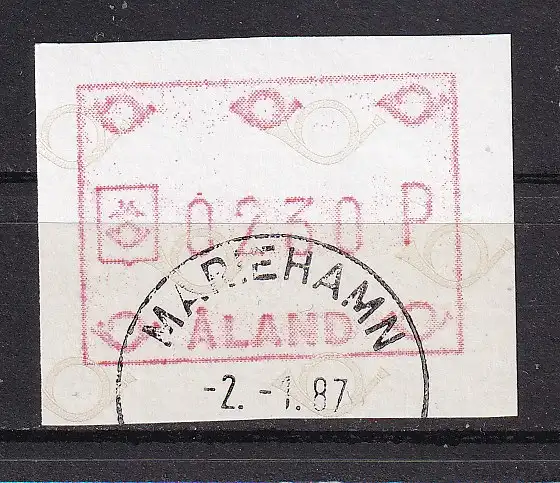 0230 P
MARIEHAMN
ÅLAND
-2.-1.87